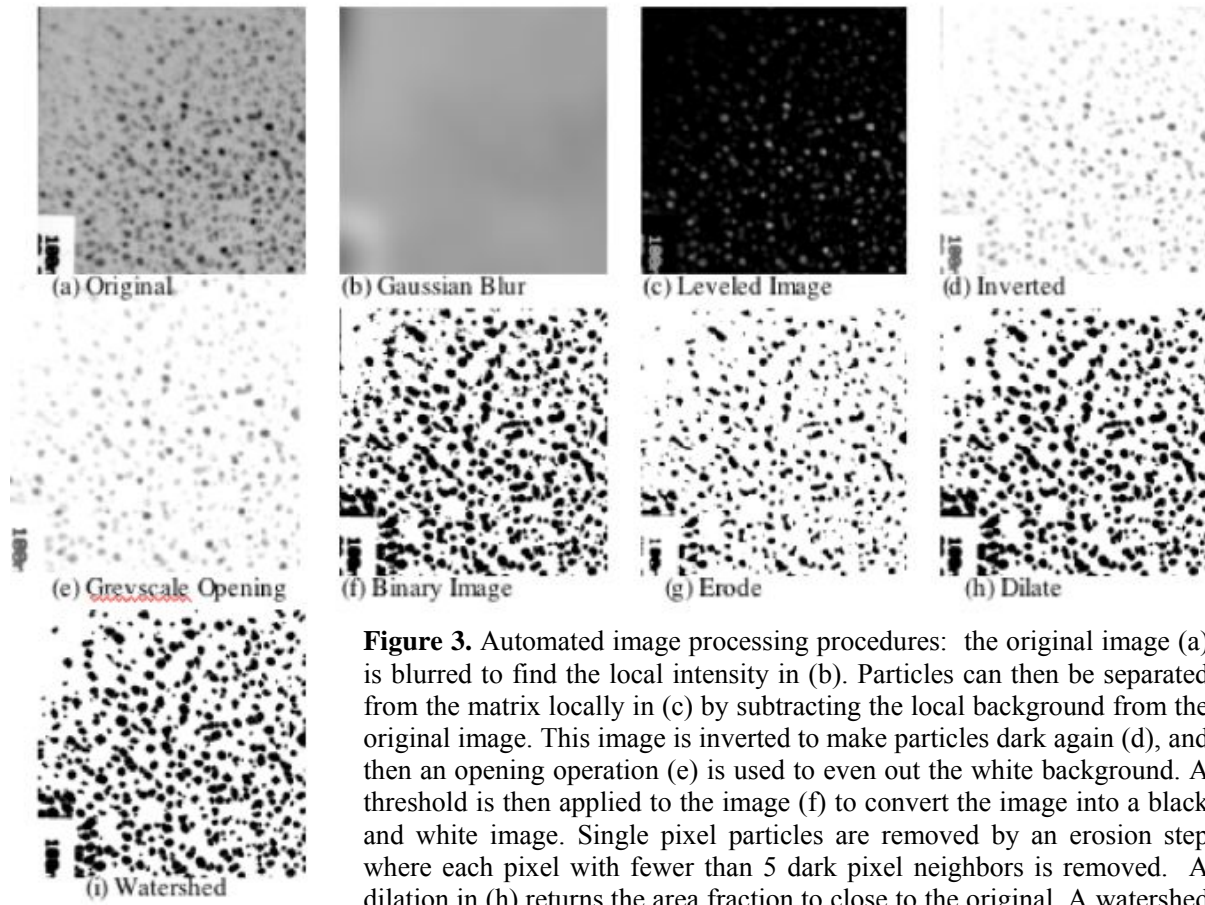 (a) Original
(b) Gaussian Blur
(c) Leveled Image
(d) Inverted
(e) Greyscale Opening
(f) Binary Image
(g) Erode
(h) Dilate
(i) Watershed
Figure 3. Automated image processing procedures: the original image (a)
is blurred to find the local intensity in (b). Particles can then be separated
from the matrix locally in (c) by subtracting the local background from the
original image. This image is inverted to make particles dark again (d), and
then an opening operation (e) is used to even out the white background. A
threshold is then applied to the image (f) to convert the image into a black
and white image. Single pixel particles are removed by an erosion step
where each pixel with fewer than 5 dark pixel neighbors is removed. A
dilation in (h) returns the area fraction to close to the original. A watershed